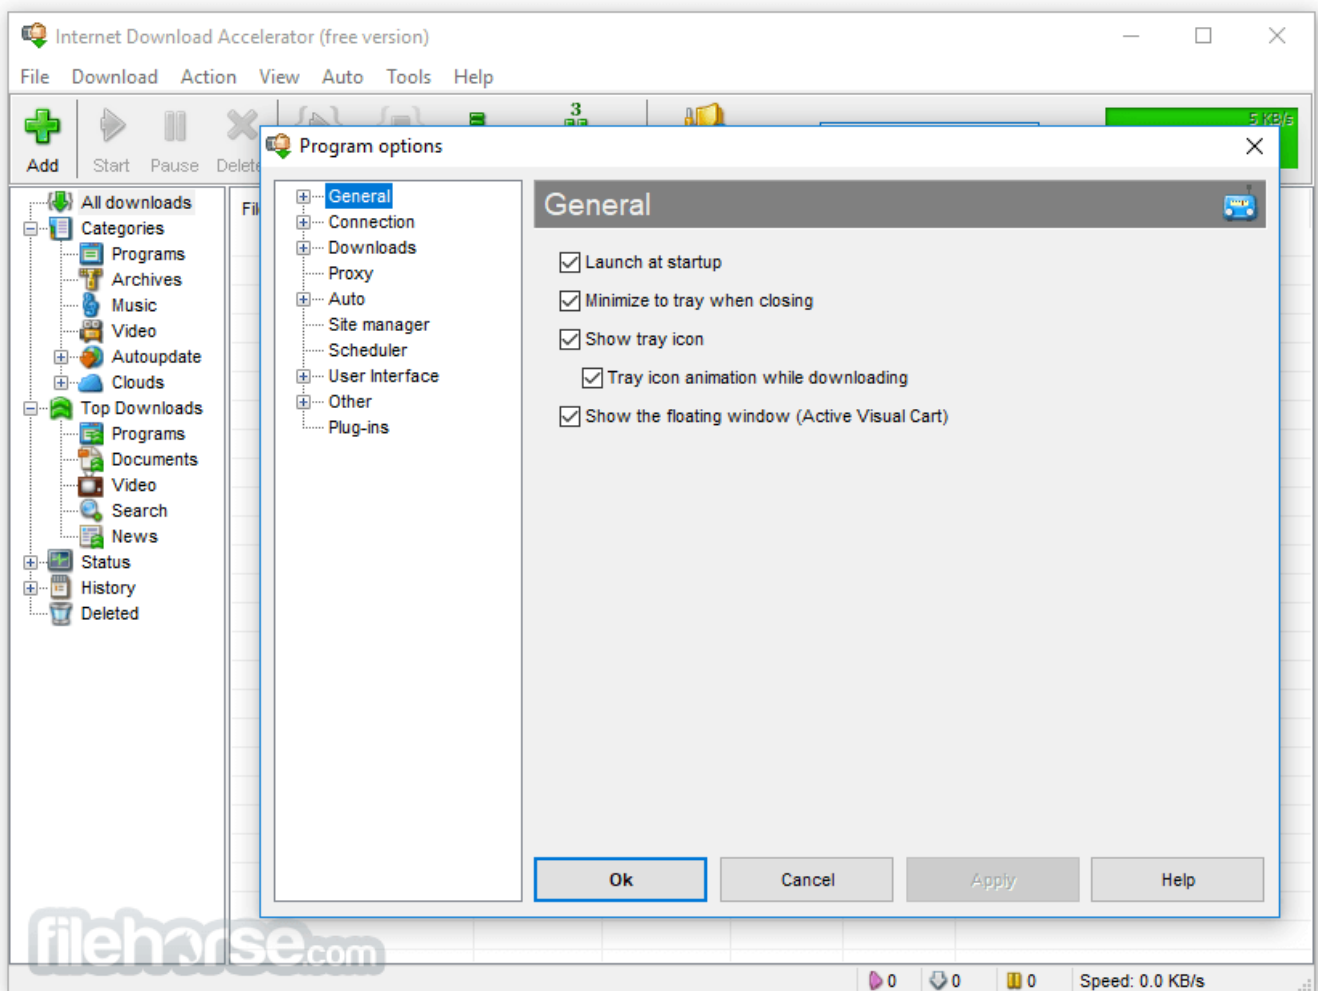 Internet Download Accelerator (free version)
File Download Action View Auto Tools Help
3
5 KB/s
Add Start Pause
Program options
All downloads
Categories
Programs
Archives
Music
Video
Autoupdate
Clouds
Top Downloads
Programs
Documents
Video
Search
News
Status
History
Deleted
General
Connection
Downloads
Proxy
Auto
Site manager
Scheduler
User Interface
Other
Plug-ins
General
Launch at startup
Minimize to tray when closing
Show tray icon
Tray icon animation while downloading
Show the floating window (Active Visual Cart)
Ok Cancel Apply Help
filehorse.com
0 0 0 Speed: 0.0 KB/s